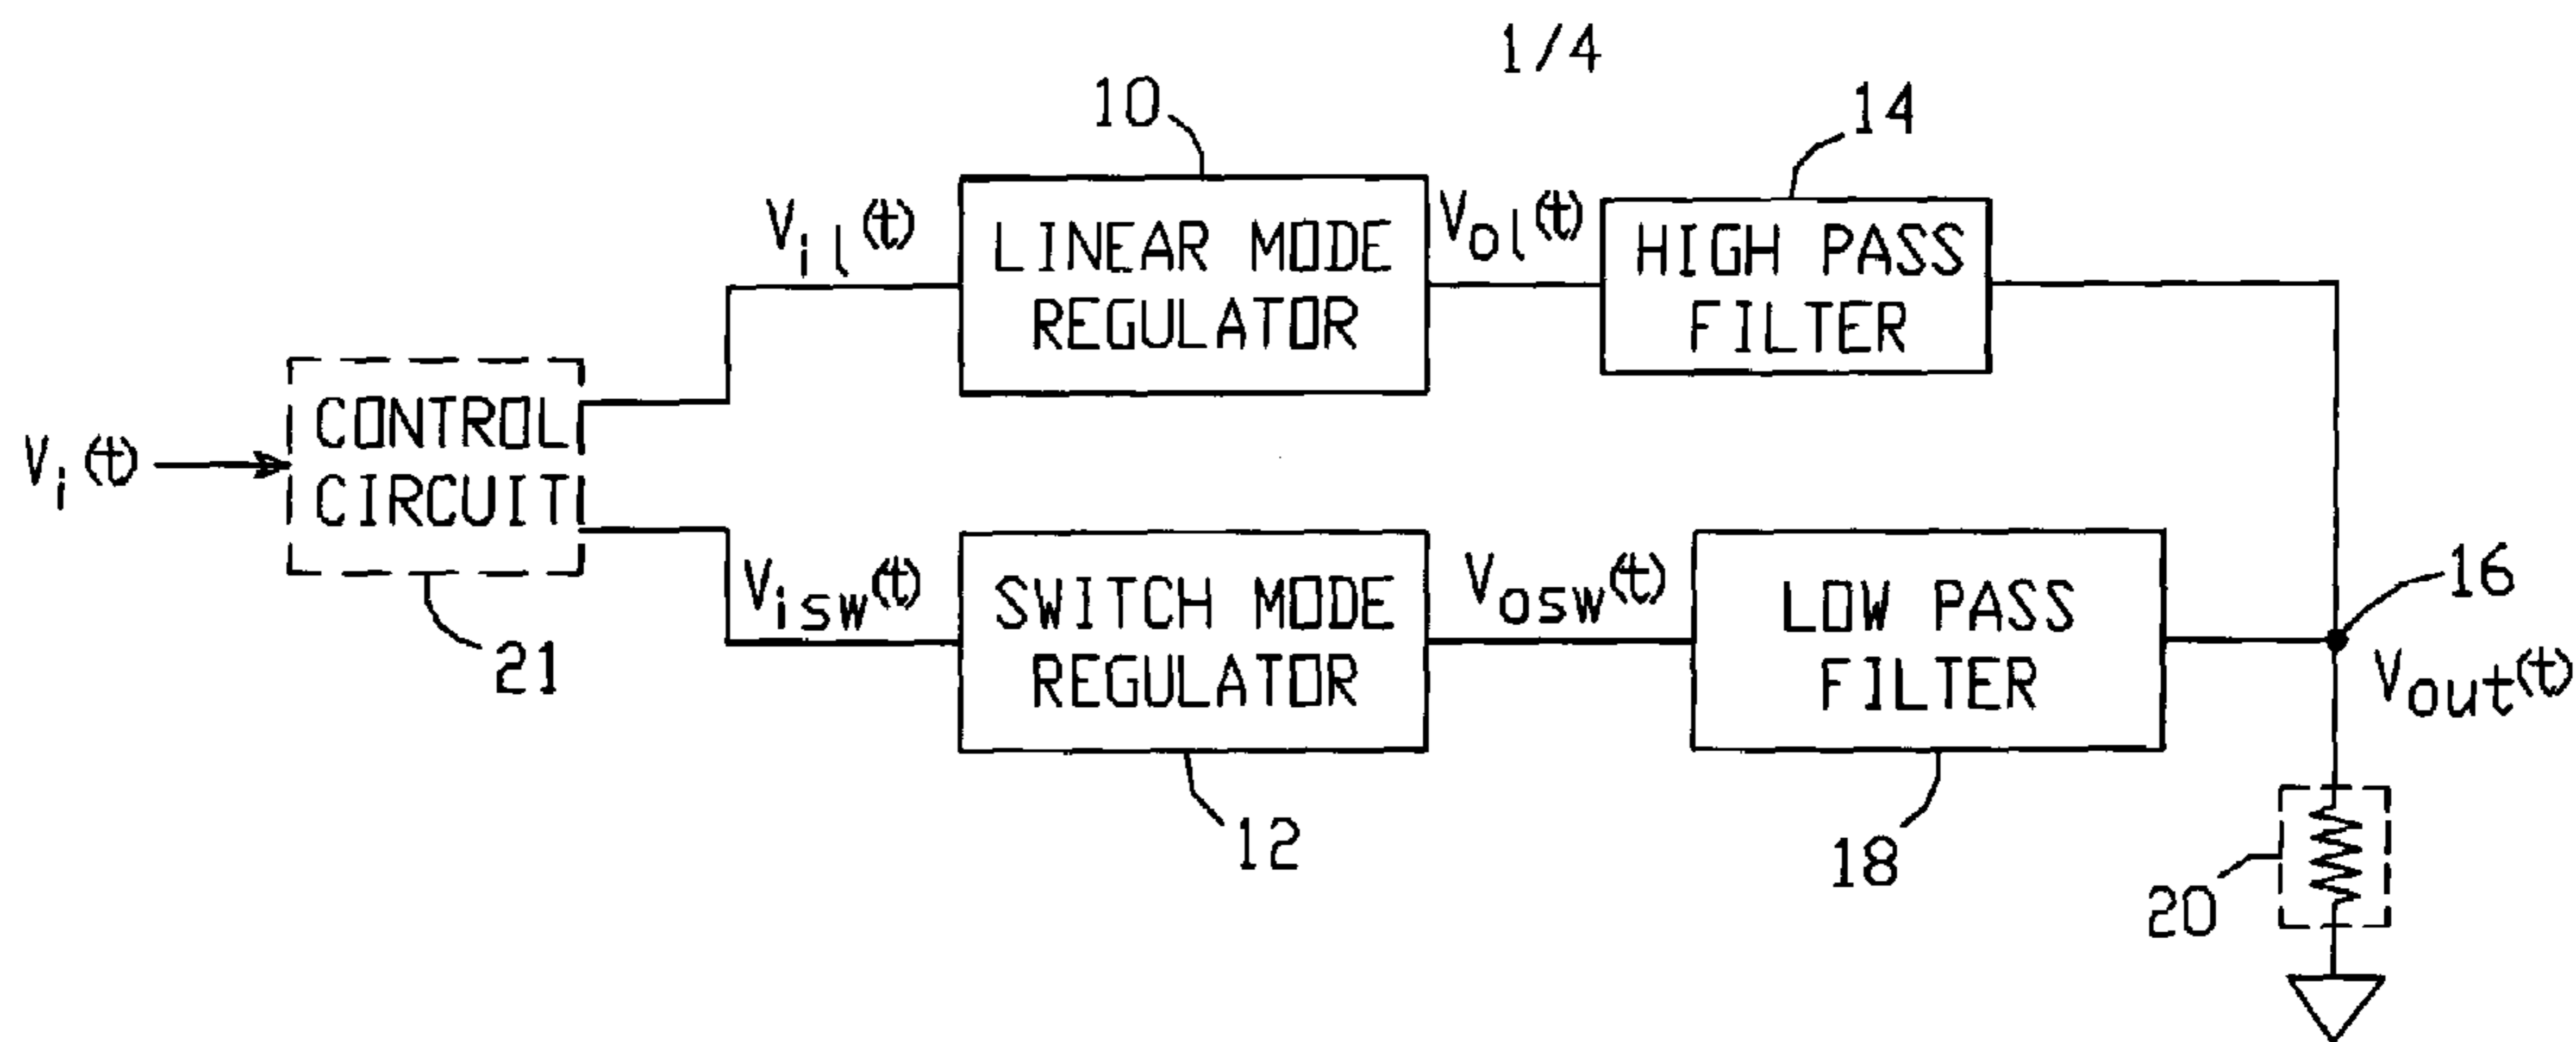 1/4
10
14
V_il(t)
LINEAR MODE
REGULATOR
V_ol(t)
HIGH PASS
FILTER
V_i(t)
CONTROL
CIRCUIT
21
V_isw(t)
SWITCH MODE
REGULATOR
12
V_osw(t)
LOW PASS
FILTER
18
16
V_out(t)
20